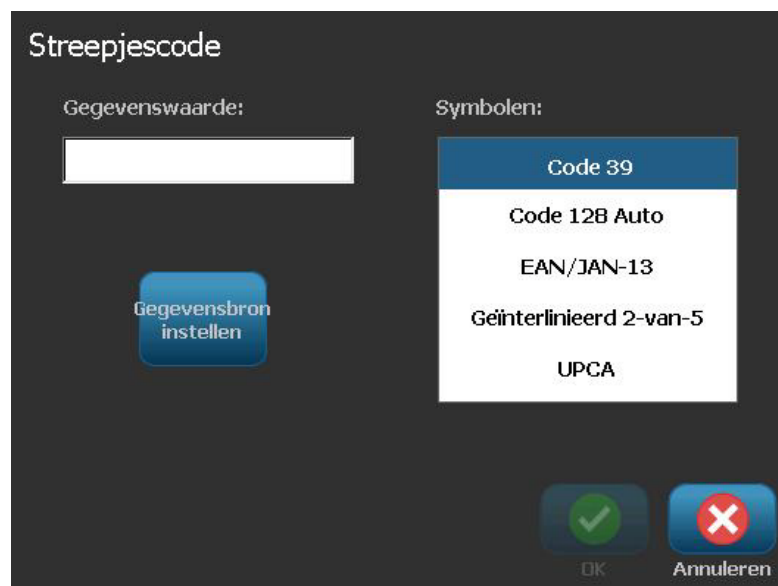 Streepjescode
Gegevenswaarde:
Symbolen:
Code 39
Code 128 Auto
EAN/JAN-13
Geïnterlinieerd 2-van-5
UPCA
Gegevensbron
instellen
OK
Annuleren